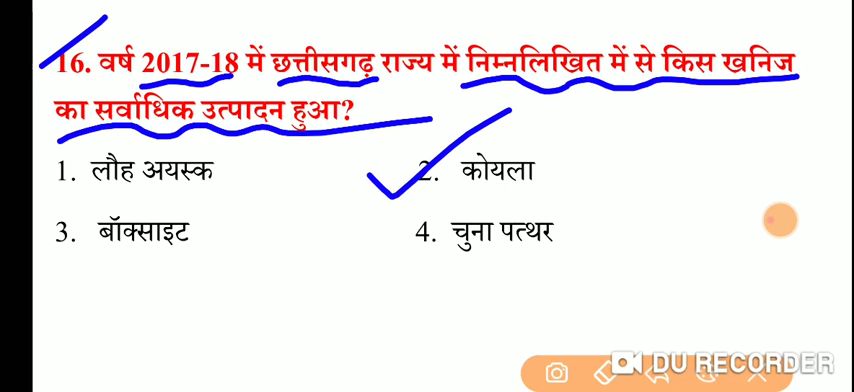 16. वर्ष 2017-18 में छत्तीसगढ़ राज्य में निम्नलिखित में से किस खनिज
का सर्वाधिक उत्पादन हुआ?
1. लौह अयस्क 2. कोयला
3. बॉक्साइट 4. चुना पत्थर
DU RECORDER